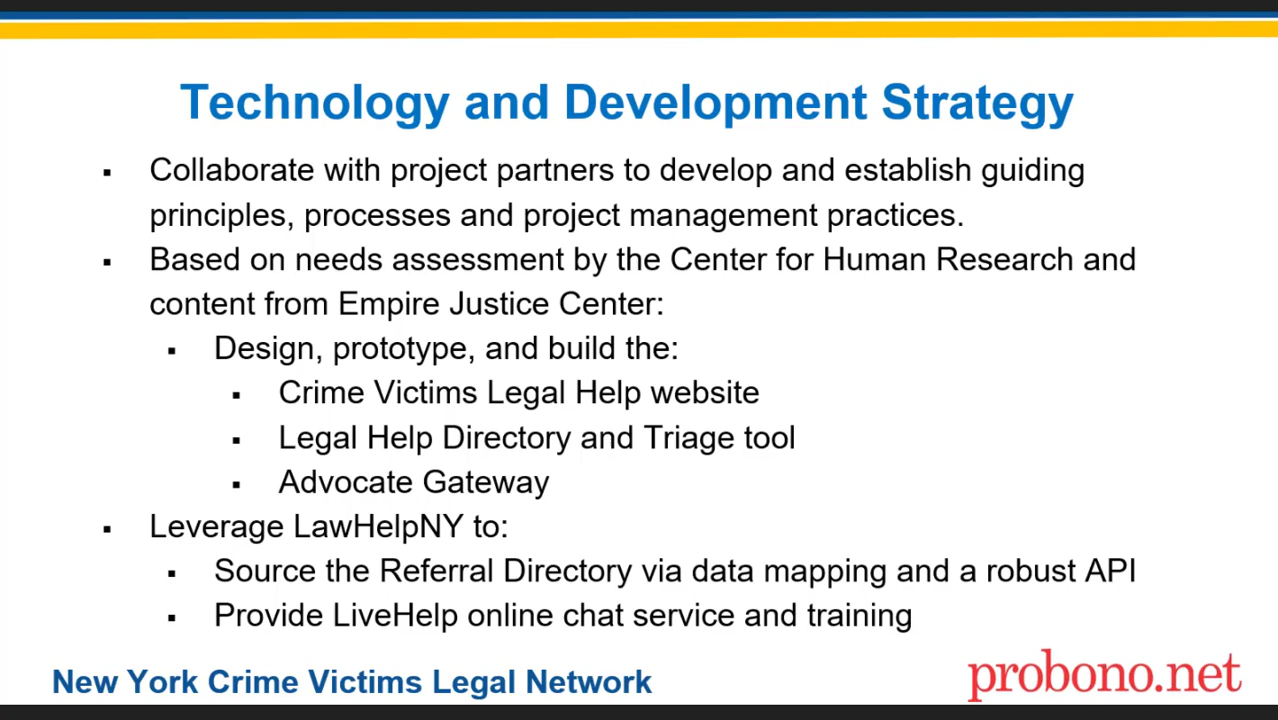 Technology and Development Strategy
▪ Collaborate with project partners to develop and establish guiding
principles, processes and project management practices.
▪ Based on needs assessment by the Center for Human Research and
content from Empire Justice Center:
▪ Design, prototype, and build the:
▪ Crime Victims Legal Help website
▪ Legal Help Directory and Triage tool
▪ Advocate Gateway
▪ Leverage LawHelpNY to:
▪ Source the Referral Directory via data mapping and a robust API
▪ Provide LiveHelp online chat service and training
New York Crime Victims Legal Network
probono.net